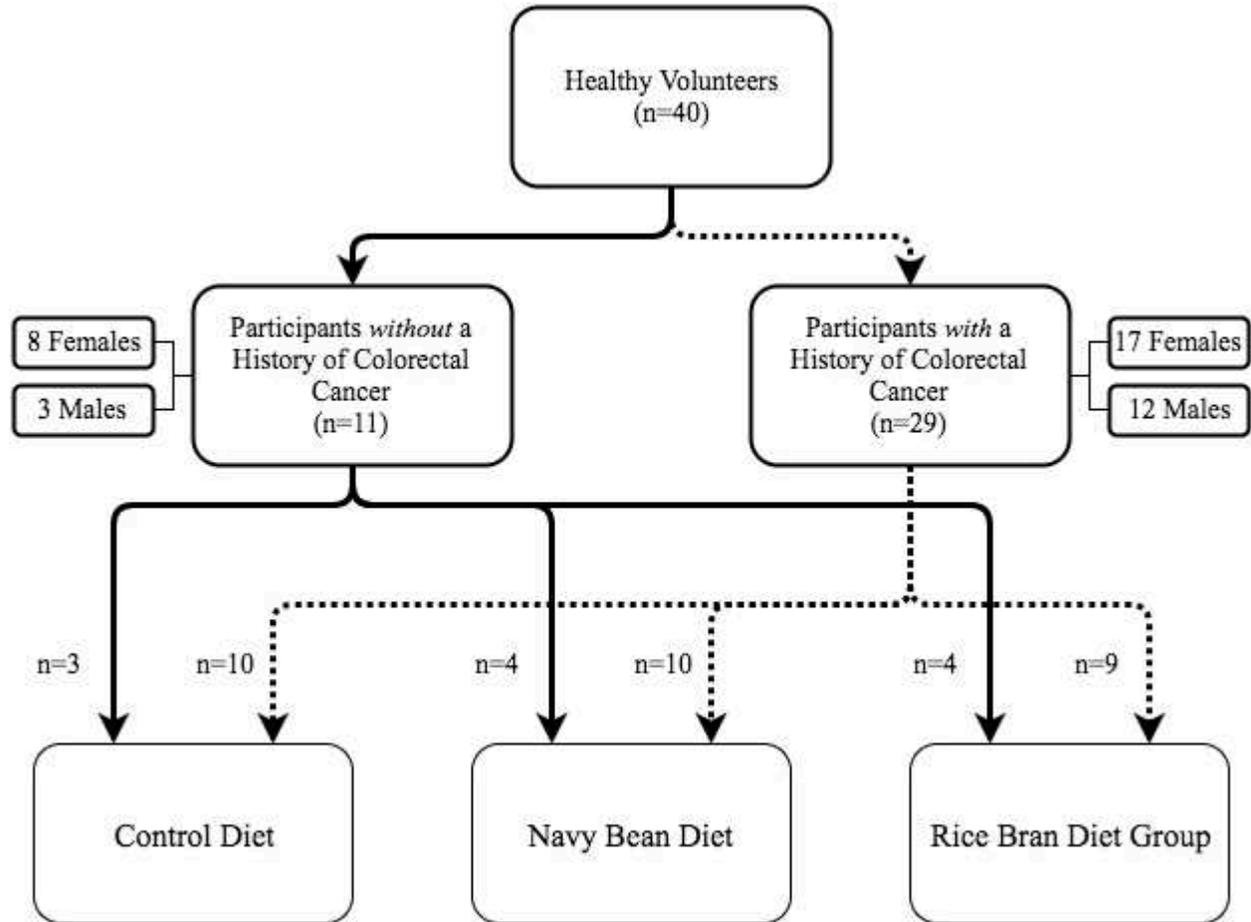 Healthy Volunteers
(n=40)
8 Females
3 Males
Participants without a
History of Colorectal
Cancer
(n=11)
Participants with a
History of Colorectal
Cancer
(n=29)
17 Females
12 Males
n=3
n=10
n=4
n=10
n=4
n=9
Control Diet
Navy Bean Diet
Rice Bran Diet Group